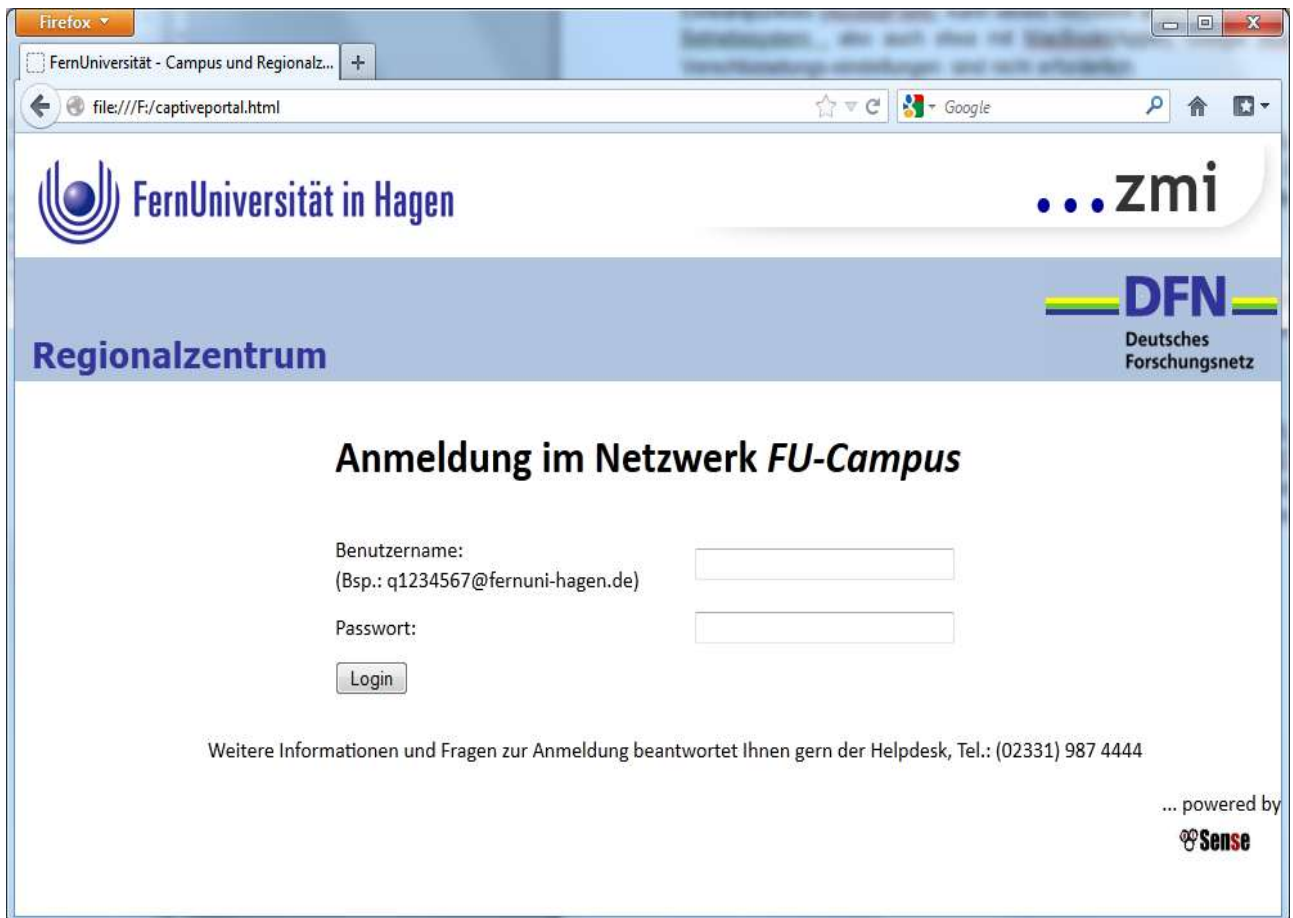 Firefox
FernUniversität - Campus und Regionalz...
file:///F:/captiveportal.html
Google
FernUniversität in Hagen
...zmi
DFN
Deutsches
Forschungsnetz
Regionalzentrum
Anmeldung im Netzwerk FU-Campus
Benutzername:
(Bsp.: q1234567@fernuni-hagen.de)
Passwort:
Login
Weitere Informationen und Fragen zur Anmeldung beantwortet Ihnen gern der Helpdesk, Tel.: (02331) 987 4444
... powered by
Sense